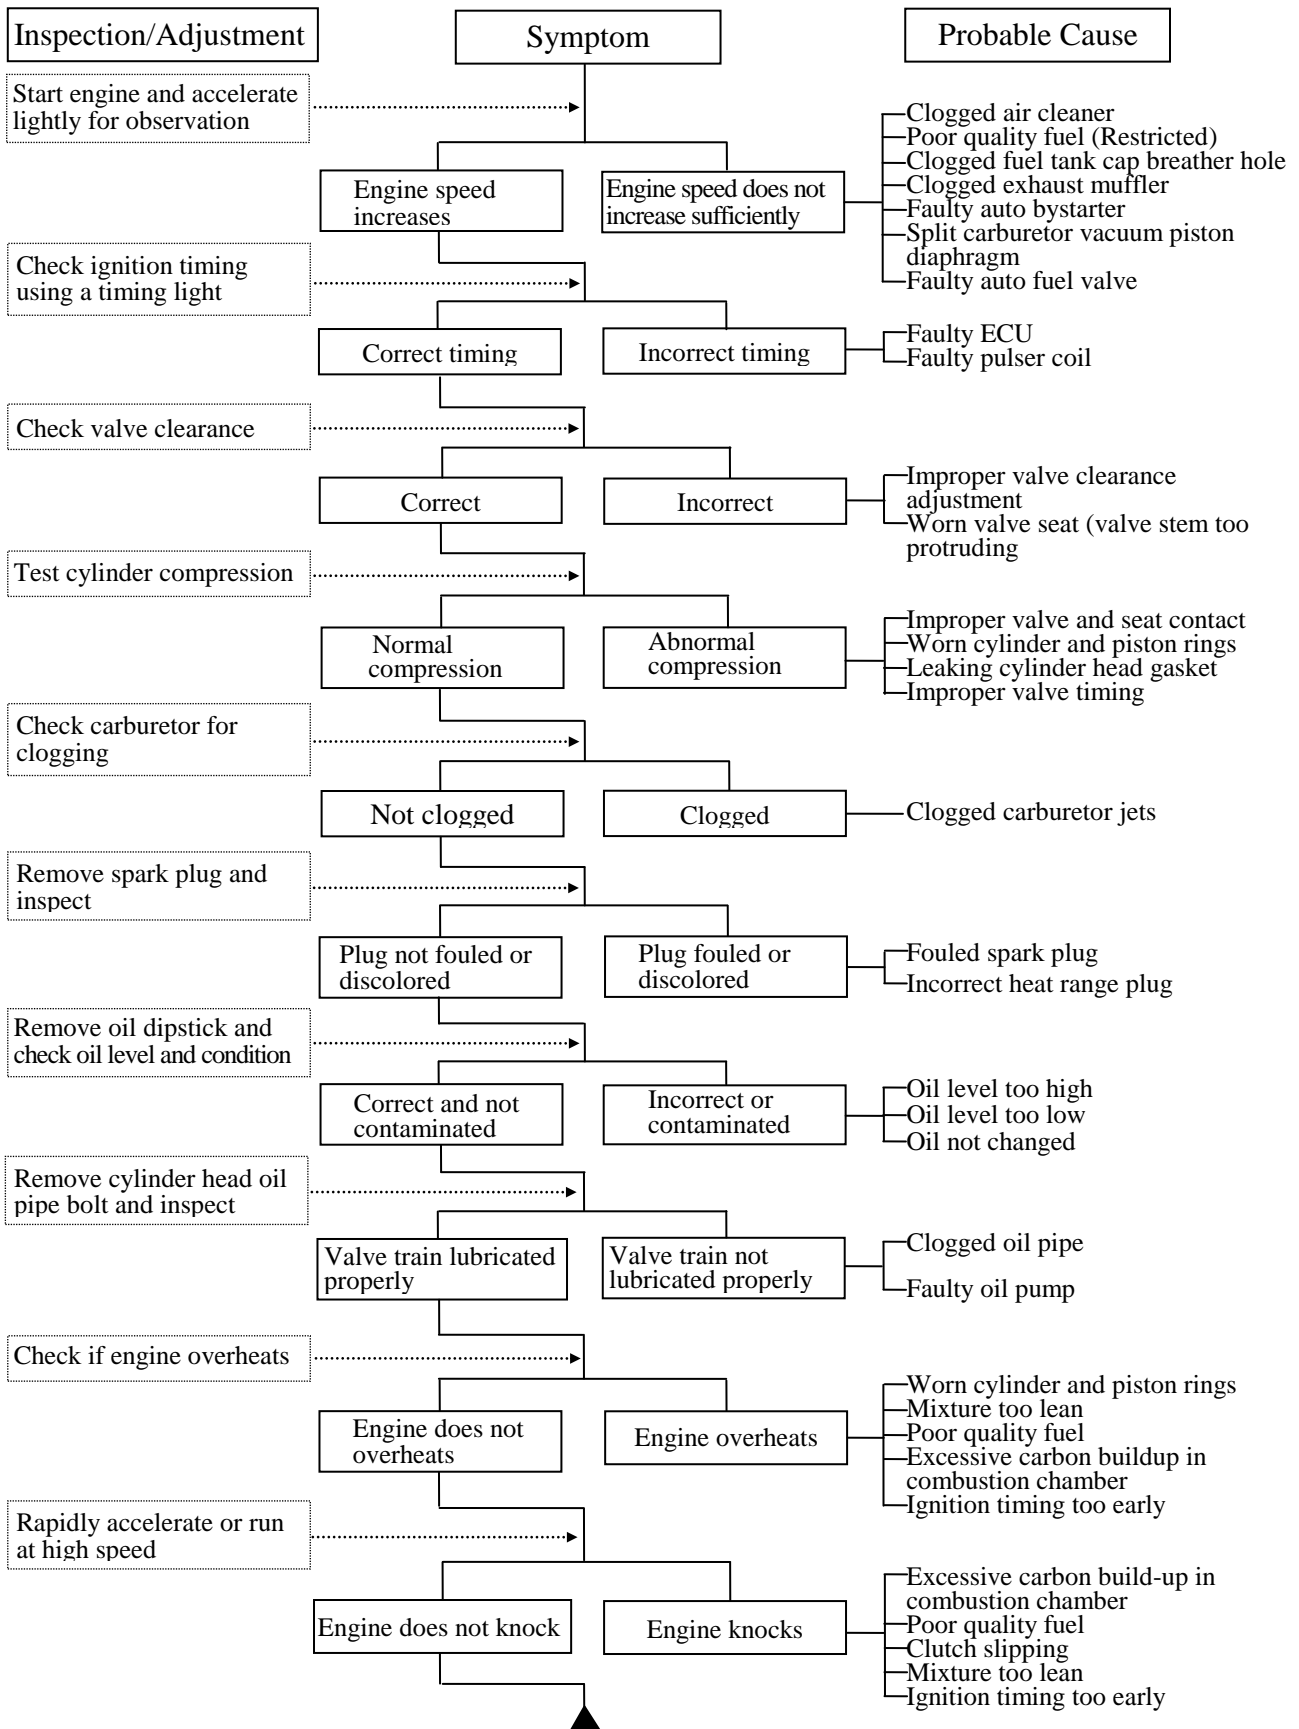 Inspection/Adjustment
Symptom
Probable Cause
Start engine and accelerate
lightly for observation
Clogged air cleaner
Poor quality fuel (Restricted)
Clogged fuel tank cap breather hole
Clogged exhaust muffler
Faulty auto bystarter
Split carburetor vacuum piston
diaphragm
Faulty auto fuel valve
Engine speed
increases
Engine speed does not
increase sufficiently
Check ignition timing
using a timing light
Correct timing
Incorrect timing
Faulty ECU
Faulty pulser coil
Check valve clearance
Correct
Incorrect
Improper valve clearance
adjustment
Worn valve seat (valve stem too
protruding
Test cylinder compression
Normal
compression
Abnormal
compression
Improper valve and seat contact
Worn cylinder and piston rings
Leaking cylinder head gasket
Improper valve timing
Check carburetor for
clogging
Not clogged
Clogged
Clogged carburetor jets
Remove spark plug and
inspect
Plug not fouled or
discolored
Plug fouled or
discolored
Fouled spark plug
Incorrect heat range plug
Remove oil dipstick and
check oil level and condition
Correct and not
contaminated
Incorrect or
contaminated
Oil level too high
Oil level too low
Oil not changed
Remove cylinder head oil
pipe bolt and inspect
Valve train lubricated
properly
Valve train not
lubricated properly
Clogged oil pipe
Faulty oil pump
Check if engine overheats
Engine does not
overheats
Engine overheats
Worn cylinder and piston rings
Mixture too lean
Poor quality fuel
Excessive carbon buildup in
combustion chamber
Ignition timing too early
Rapidly accelerate or run
at high speed
Engine does not knock
Engine knocks
Excessive carbon build-up in
combustion chamber
Poor quality fuel
Clutch slipping
Mixture too lean
Ignition timing too early